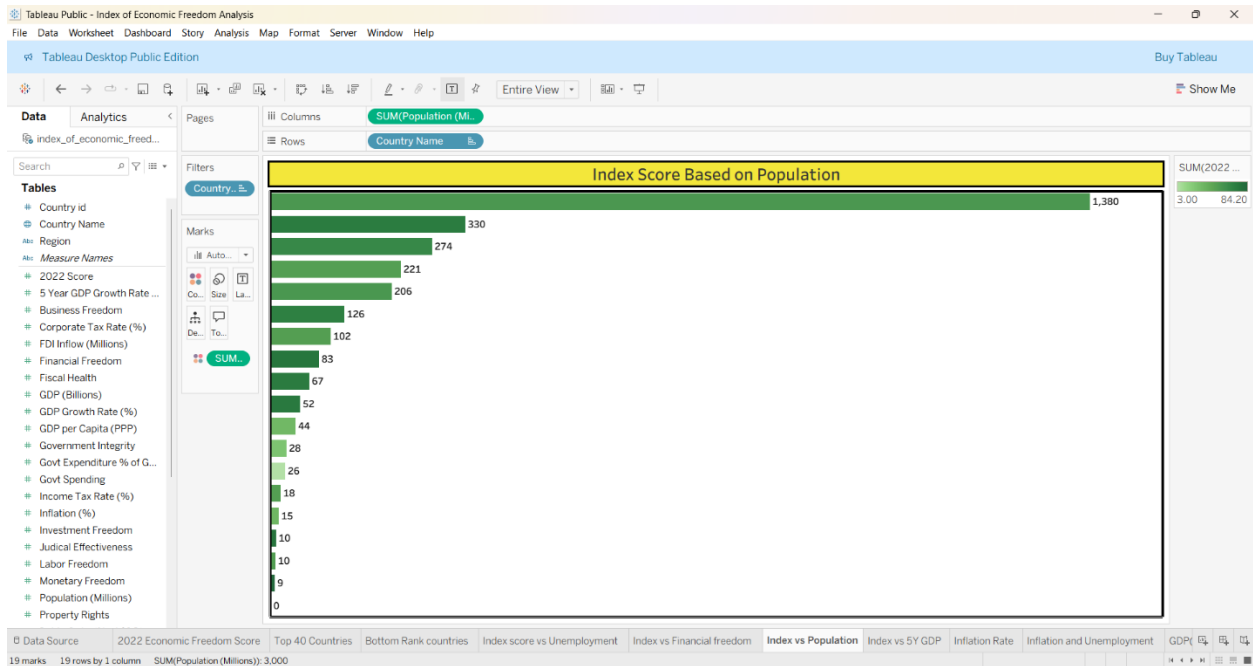 Tableau Public - Index of Economic Freedom Analysis
File Data Worksheet Dashboard Story Analysis Map Format Server Window Help
Tableau Desktop Public Edition
Buy Tableau
Entire View
Show Me
Data Analytics
index_of_economic_freed...
Search
Tables
Country id
Country Name
Abc Region
Abc Measure Names
# 2022 Score
# 5 Year GDP Growth Rate ...
# Business Freedom
# Corporate Tax Rate (%)
# FDI Inflow (Millions)
# Financial Freedom
# Fiscal Health
# GDP (Billions)
# GDP Growth Rate (%)
# GDP per Capita (PPP)
# Government Integrity
# Govt Expenditure % of G...
# Govt Spending
# Income Tax Rate (%)
# Inflation (%)
# Investment Freedom
# Judical Effectiveness
# Labor Freedom
# Monetary Freedom
# Population (Millions)
# Property Rights
Pages
Filters
Country..
Marks
Auto...
Co... Size La...
De... To...
SUM..
Columns SUM(Population (Mi..
Rows Country Name
Index Score Based on Population
1,380
330
274
221
206
126
102
83
67
52
44
28
26
18
15
10
10
9
0
SUM(2022 ...
3.00 84.20
Data Source 2022 Economic Freedom Score Top 40 Countries Bottom Rank countries Index score vs Unemployment Index vs Financial freedom Index vs Population Index vs 5Y GDP Inflation Rate Inflation and Unemployment GDP(
19 marks 19 rows by 1 column SUM(Population (Millions)): 3,000